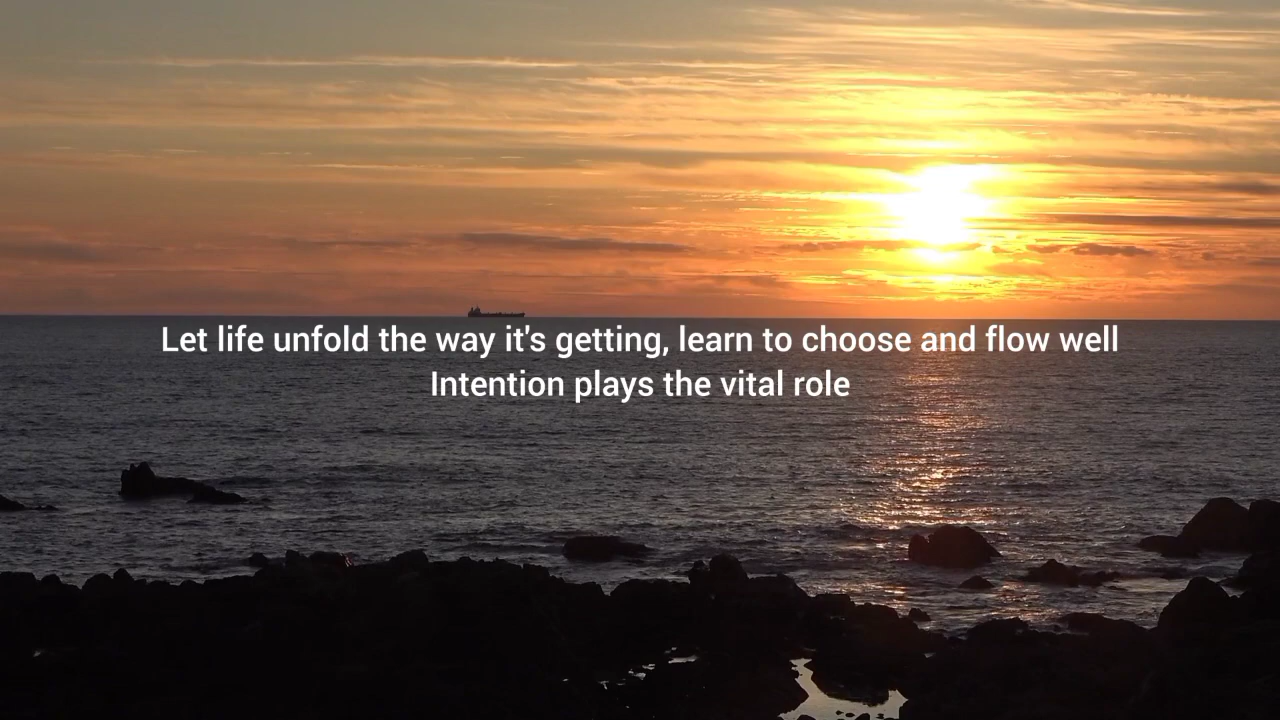 Let life unfold the way it's getting, learn to choose and flow well
Intention plays the vital role